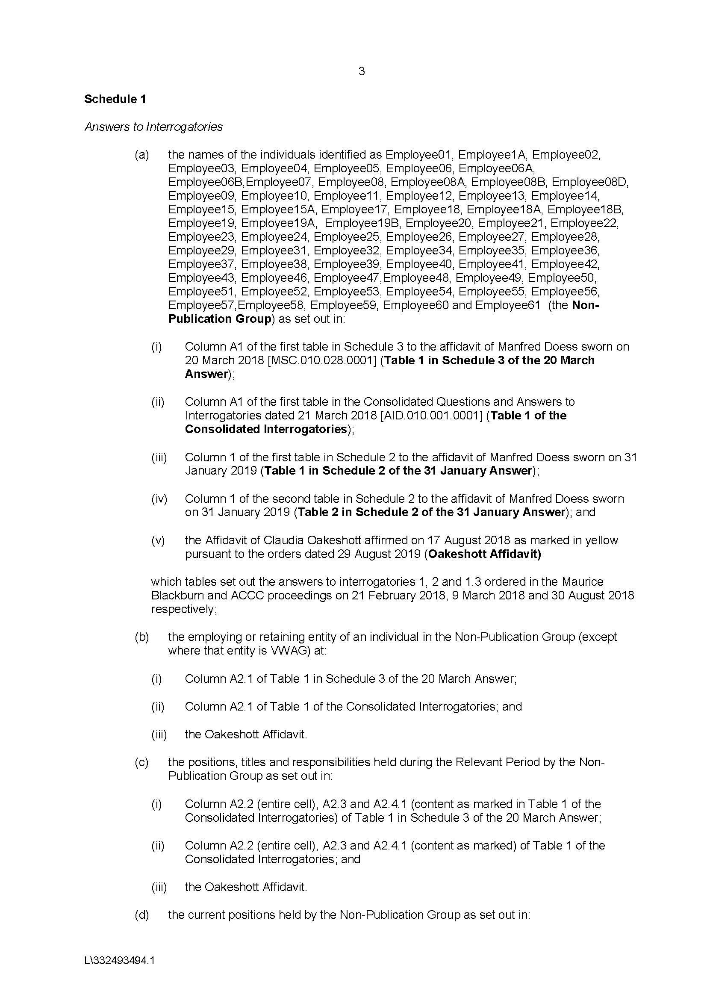 3
Schedule 1
Answers to Interrogatories
(a) the names of the individuals identified as Employee01, Employee1A, Employee02,
Employee03, Employee04, Employee05, Employee06, Employee06A,
Employee06B,Employee07, Employee08, Employee08A, Employee08B, Employee08D,
Employee09, Employee10, Employee11, Employee12, Employee13, Employee14,
Employee15, Employee15A, Employee17, Employee18, Employee18A, Employee18B,
Employee19, Employee19A,  Employee19B, Employee20, Employee21, Employee22,
Employee23, Employee24, Employee25, Employee26, Employee27, Employee28,
Employee29, Employee31, Employee32, Employee34, Employee35, Employee36,
Employee37, Employee38, Employee39, Employee40, Employee41, Employee42,
Employee43, Employee46, Employee47,Employee48, Employee49, Employee50,
Employee51, Employee52, Employee53, Employee54, Employee55, Employee56,
Employee57,Employee58, Employee59, Employee60 and Employee61  (the Non-
Publication Group) as set out in:
(i) Column A1 of the first table in Schedule 3 to the affidavit of Manfred Doess sworn on
20 March 2018 [MSC.010.028.0001] (Table 1 in Schedule 3 of the 20 March
Answer);
(ii) Column A1 of the first table in the Consolidated Questions and Answers to
Interrogatories dated 21 March 2018 [AID.010.001.0001] (Table 1 of the
Consolidated Interrogatories);
(iii) Column 1 of the first table in Schedule 2 to the affidavit of Manfred Doess sworn on 31
January 2019 (Table 1 in Schedule 2 of the 31 January Answer);
(iv) Column 1 of the second table in Schedule 2 to the affidavit of Manfred Doess sworn
on 31 January 2019 (Table 2 in Schedule 2 of the 31 January Answer); and
(v) the Affidavit of Claudia Oakeshott affirmed on 17 August 2018 as marked in yellow
pursuant to the orders dated 29 August 2019 (Oakeshott Affidavit)
which tables set out the answers to interrogatories 1, 2 and 1.3 ordered in the Maurice
Blackburn and ACCC proceedings on 21 February 2018, 9 March 2018 and 30 August 2018
respectively;
(b) the employing or retaining entity of an individual in the Non-Publication Group (except
where that entity is VWAG) at:
(i) Column A2.1 of Table 1 in Schedule 3 of the 20 March Answer;
(ii) Column A2.1 of Table 1 of the Consolidated Interrogatories; and
(iii) the Oakeshott Affidavit.
(c) the positions, titles and responsibilities held during the Relevant Period by the Non-
Publication Group as set out in:
(i) Column A2.2 (entire cell), A2.3 and A2.4.1 (content as marked in Table 1 of the
Consolidated Interrogatories) of Table 1 in Schedule 3 of the 20 March Answer;
(ii) Column A2.2 (entire cell), A2.3 and A2.4.1 (content as marked) of Table 1 of the
Consolidated Interrogatories; and
(iii) the Oakeshott Affidavit.
(d) the current positions held by the Non-Publication Group as set out in:
L\332493494.1